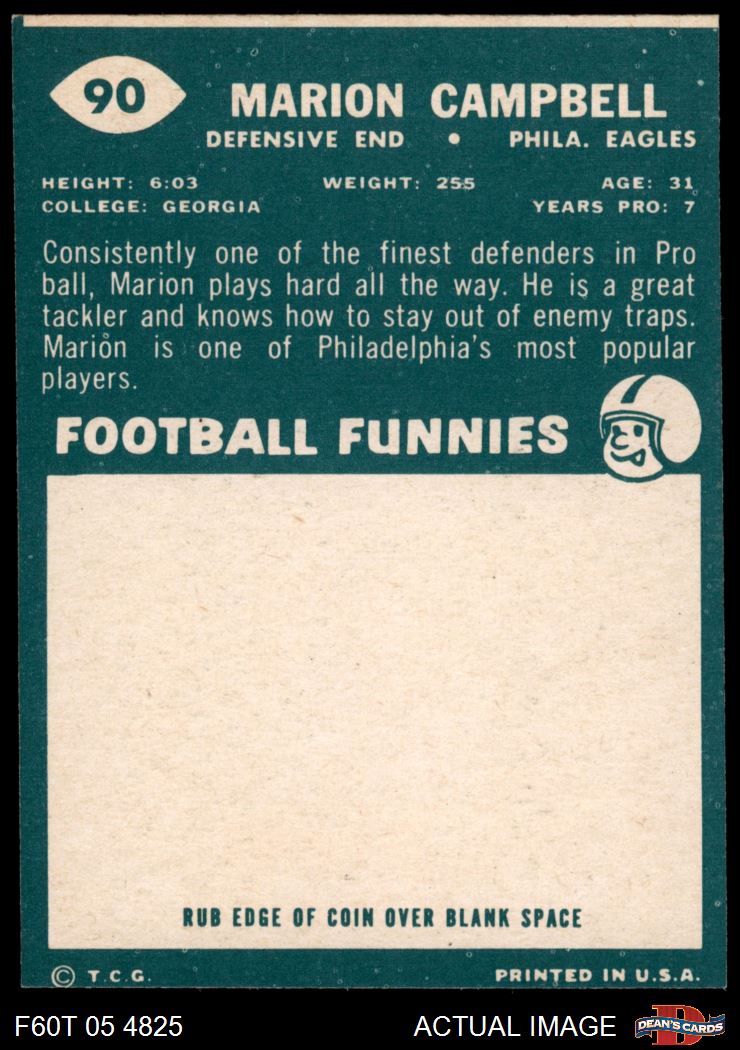 90
MARION CAMPBELL
DEFENSIVE END • PHILA. EAGLES
HEIGHT: 6:03 WEIGHT: 255 AGE: 31
COLLEGE: GEORGIA YEARS PRO: 7
Consistently one of the finest defenders in Pro
ball, Marion plays hard all the way. He is a great
tackler and knows how to stay out of enemy traps.
Marion is one of Philadelphia's most popular
players.
FOOTBALL FUNNIES
RUB EDGE OF COIN OVER BLANK SPACE
© T.C.G. PRINTED IN U.S.A.
F60T 05 4825 ACTUAL IMAGE D DEAN'S CARDS